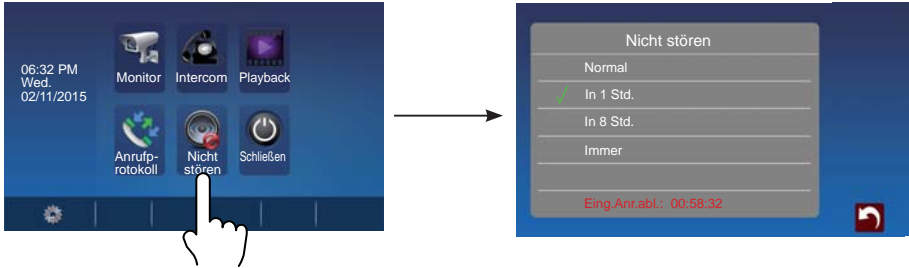 06:32 PM
Wed.
02/11/2015
Monitor
Intercom
Playback
Anrufp-
rotokoll
Nicht
stören
Schließen
Nicht stören
Normal
In 1 Std.
In 8 Std.
Immer
Eing.Anr.abl.: 00:58:32